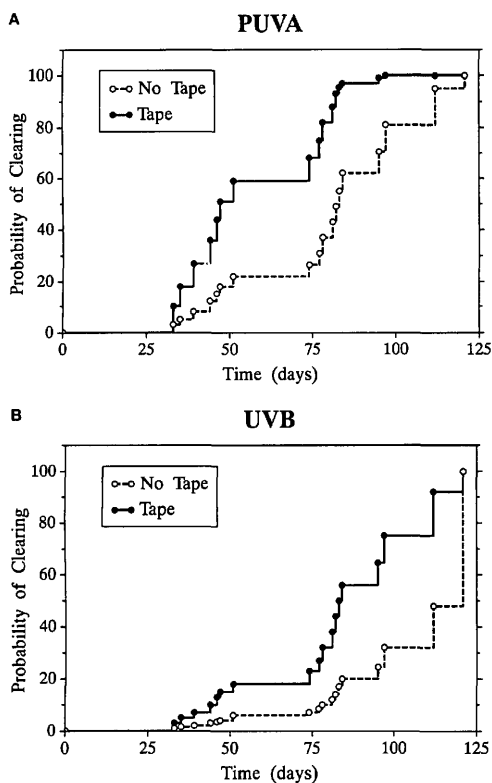 A
PUVA
Probability of Clearing
100
80
60
40
20
0
No Tape
Tape
0 25 50 75 100 125
Time (days)
B
UVB
Probability of Clearing
100
80
60
40
20
0
No Tape
Tape
0 25 50 75 100 125
Time (days)